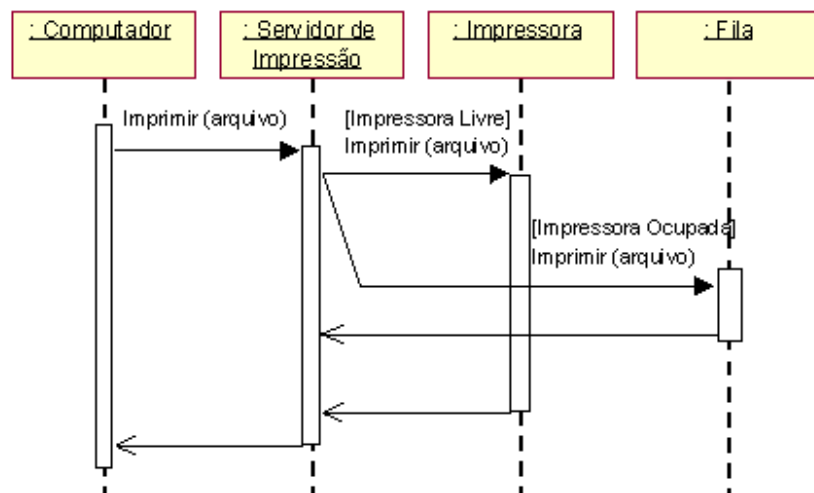 : Computador
: Servidor de
Impressão
: Impressora
: Fila
Imprimir (arquivo)
[Impressora Livre]
Imprimir (arquivo)
[Impressora Ocupada]
Imprimir (arquivo)